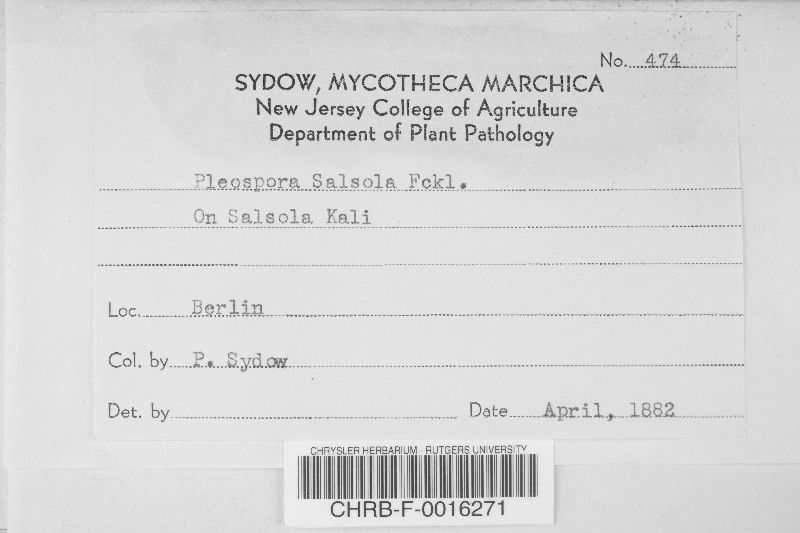 No. 474
SYDOW, MYCOTHECA MARCHICA
New Jersey College of Agriculture
Department of Plant Pathology
Pleospora Salsola Fckl.
On Salsola Kali
Loc. Berlin
Col. by P. Sydow
Det. by Date April, 1882
CHRYSLER HERBARIUM - RUTGERS UNIVERSITY
CHRB-F-0016271